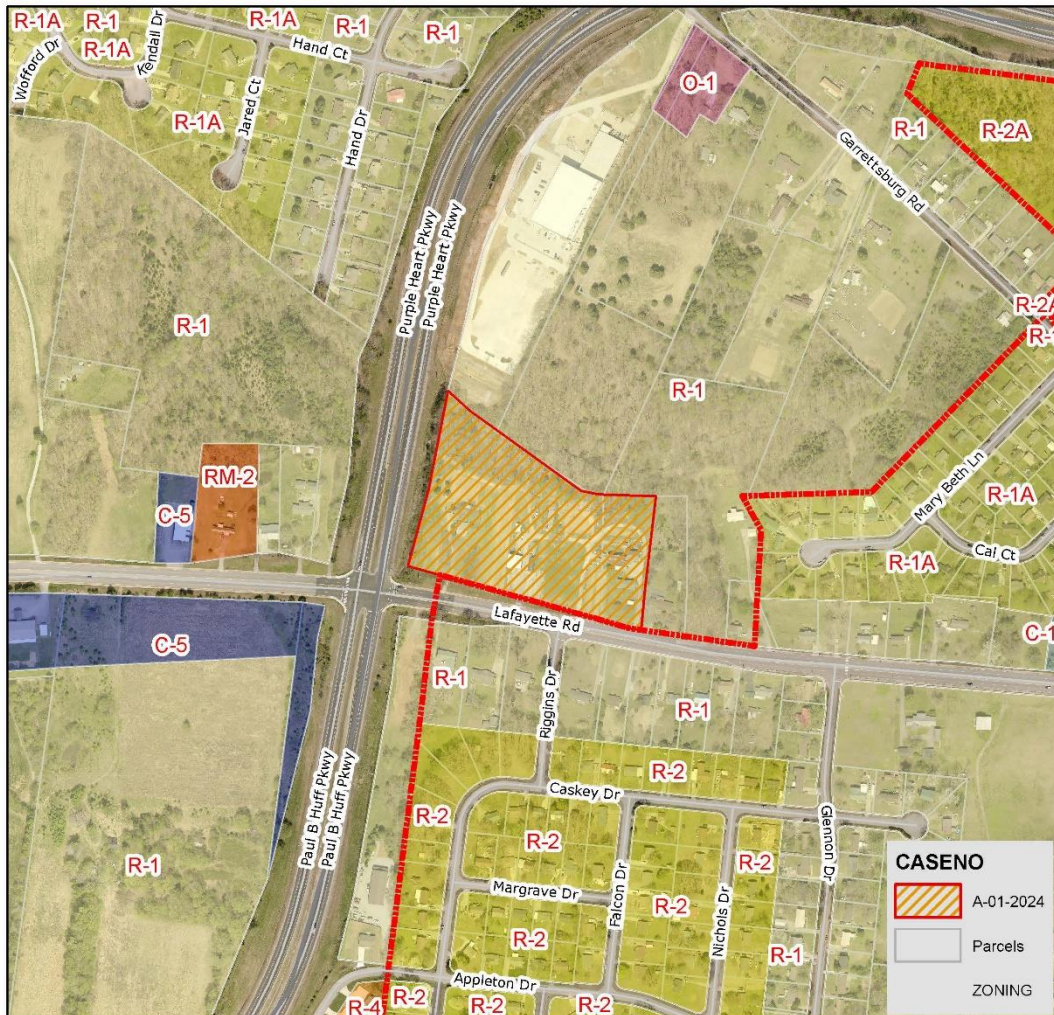 R-1A
R-1
R-1A
R-1
Wofford Dr
R-1A
Kendall Dr
Hand Ct
Jared Ct
R-1A
Hand Dr
O-1
R-1
R-2A
Garrettsburg Rd
Purple Heart Pkwy
Purple Heart Pkwy
R-1
R-2A
R-1
R-1
Mary Beth Ln
R-1A
Cal Ct
R-1A
RM-2
C-5
Lafayette Rd
C-5
C-1
R-1
Riggins Dr
R-1
R-2
Caskey Dr
R-2
R-2
R-2
Glennon Dr
Paul B Huff Pkwy
Paul B Huff Pkwy
R-1
Margrave Dr
Falcon Dr
R-2
Nichols Dr
R-2
R-1
Appleton Dr
R-4
R-2
R-2
R-2
CASENO
A-01-2024
Parcels
ZONING